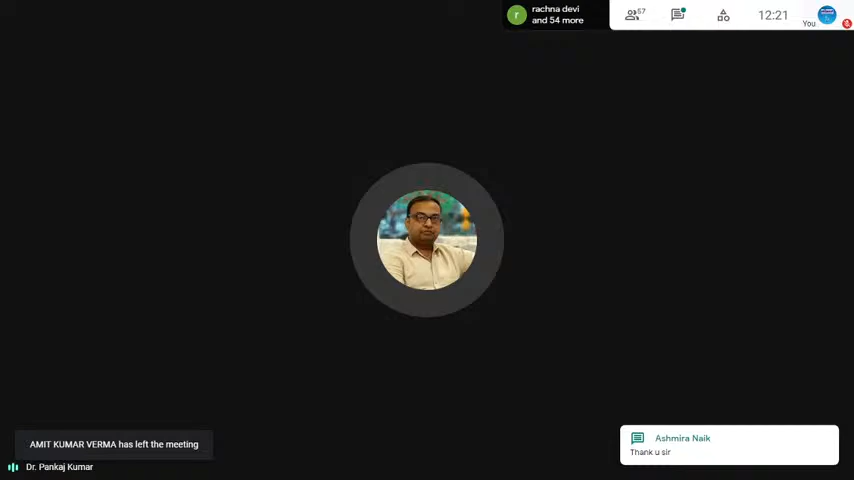 r
rachna devi
and 54 more
57
12:21
You
AMIT KUMAR VERMA has left the meeting
Dr. Pankaj Kumar
Ashmira Naik
Thank u sir